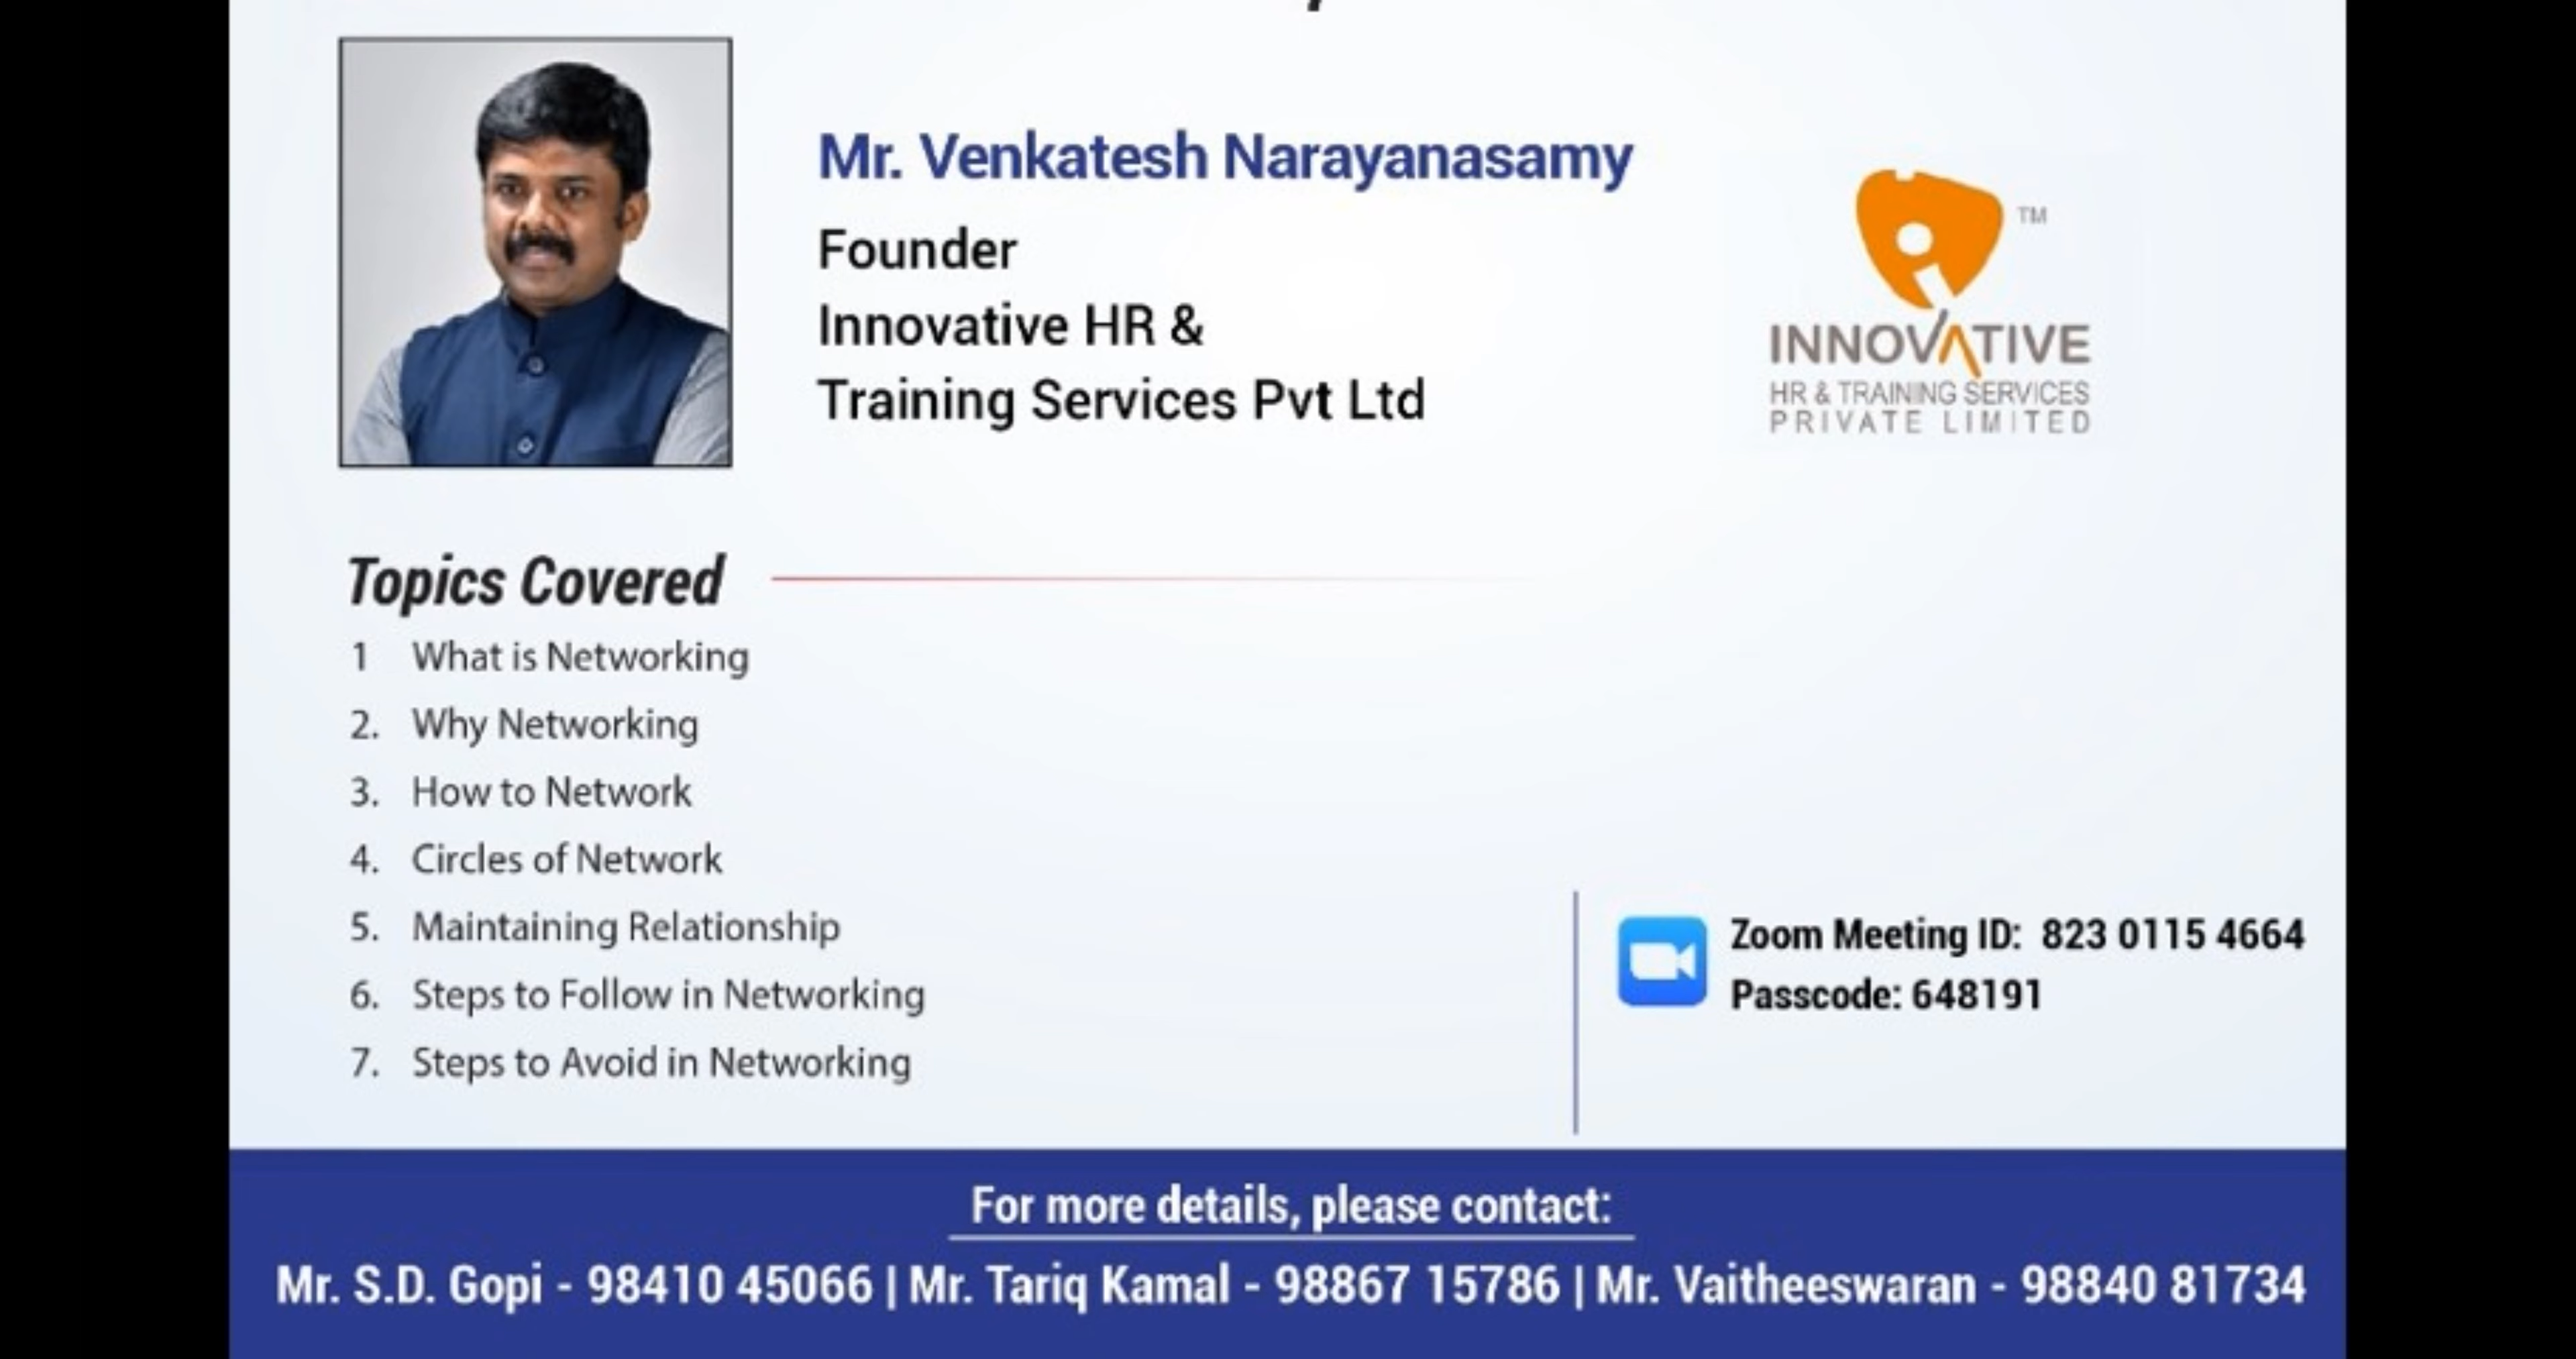 Mr. Venkatesh Narayanasamy
Founder
Innovative HR &
Training Services Pvt Ltd
TM
INNOVATIVE
HR & TRAINING SERVICES
PRIVATE LIMITED
Topics Covered
1 What is Networking
2. Why Networking
3. How to Network
4. Circles of Network
5. Maintaining Relationship
6. Steps to Follow in Networking
7. Steps to Avoid in Networking
Zoom Meeting ID: 823 0115 4664
Passcode: 648191
For more details, please contact:
Mr. S.D. Gopi - 98410 45066 | Mr. Tariq Kamal - 98867 15786 | Mr. Vaitheeswaran - 98840 81734